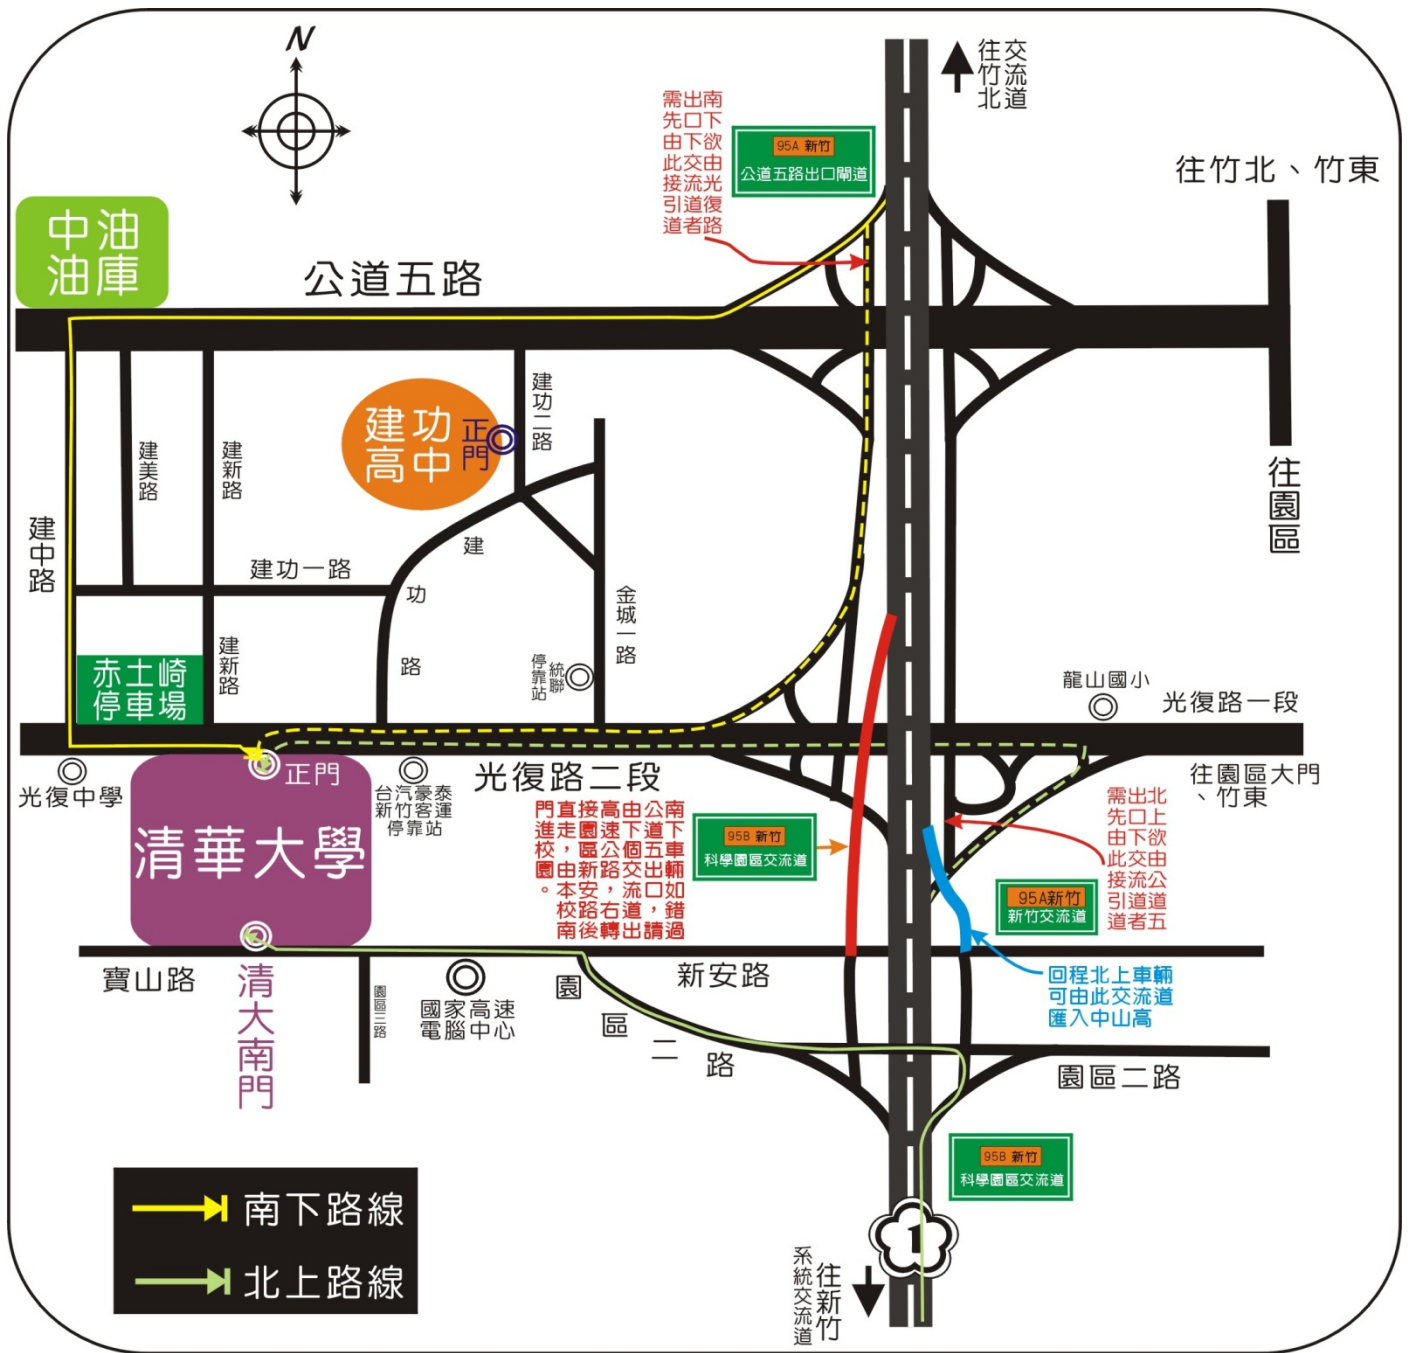 N
往竹北
交流道
南下欲由光復路
出口下交流道者
需先由此接引道
95A 新竹
公道五路出口閘道
往竹北、竹東
中油
油庫
公道五路
建功
高中
正門
建功二路
建美路
建新路
往園區
建中路
建功一路
建
功
路
金城一路
赤土崎
停車場
建新路
統聯
停靠站
龍山國小
光復路一段
正門
光復中學
台汽豪泰
新竹客運
停靠站
光復路二段
往園區大門
、竹東
清華大學
南下車輛如錯過
公道五出口,請
由下個交流道出
高速公路,右轉
接園區新安路後
直走,由本校南
門進校園。
95B 新竹
科學園區交流道
北上欲由公道五
出口下交流道者
需先由此接引道
95A新竹
新竹交流道
寶山路
清大南門
園區三路
國家高速
電腦中心
新安路
園
區
二
路
回程北上車輛
可由此交流道
匯入中山高
園區二路
95B 新竹
科學園區交流道
南下路線
北上路線
1
往新竹
系統交流道